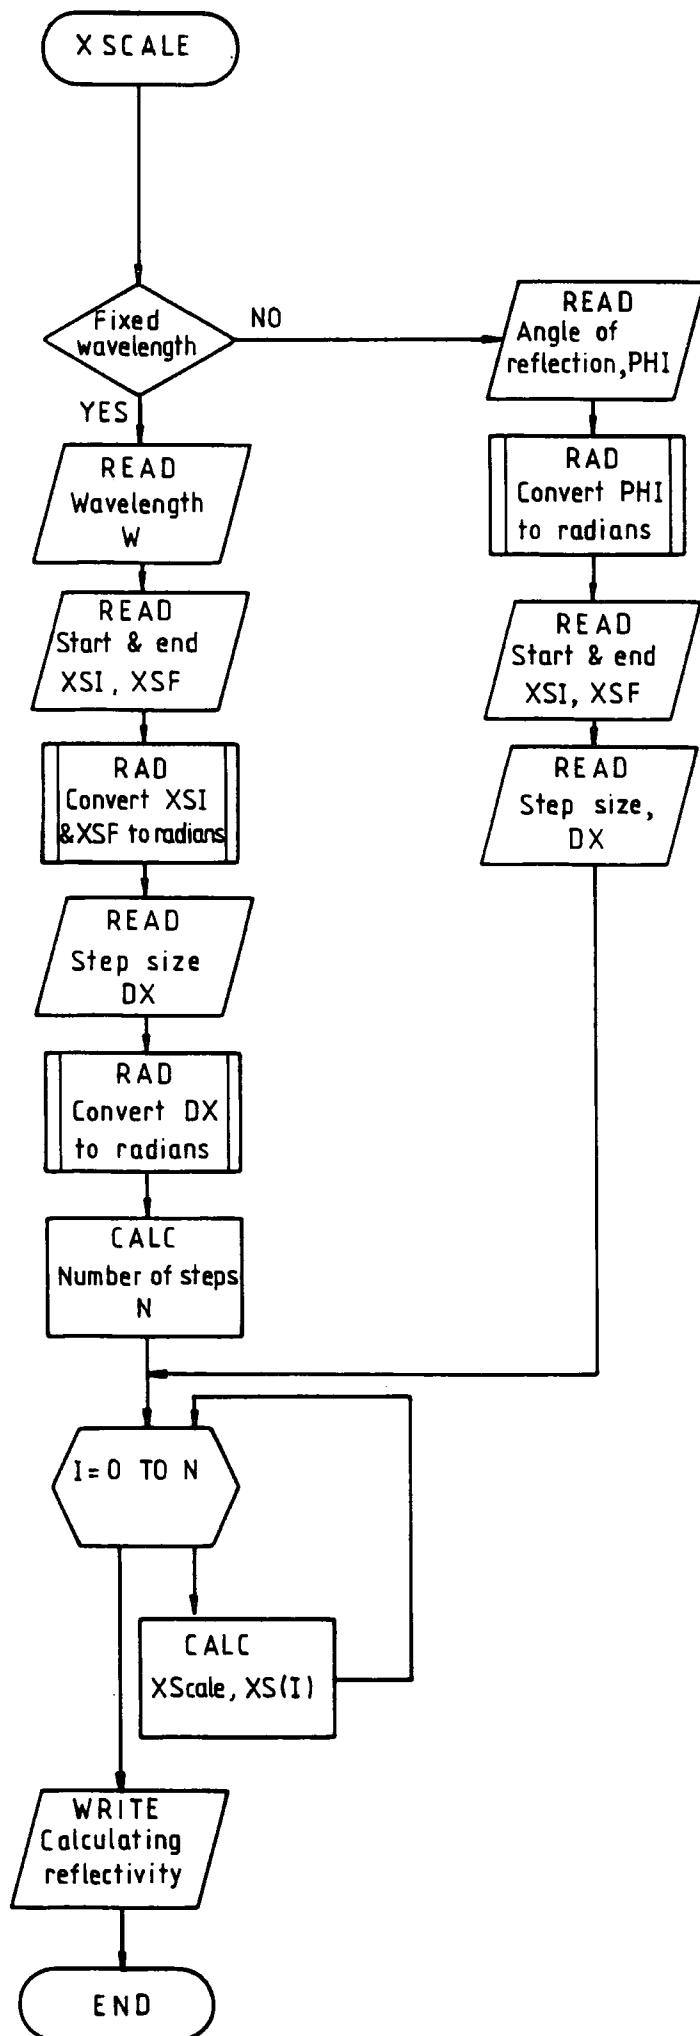 X SCALE
Fixed
wavelength
NO
YES
READ
Angle of
reflection, PHI
RAD
Convert PHI
to radians
READ
Start & end
XSI, XSF
READ
Step size,
DX
READ
Wavelength
W
READ
Start & end
XSI, XSF
RAD
Convert XSI
&XSF to radians
READ
Step size
DX
RAD
Convert DX
to radians
CALC
Number of steps
N
I=0 TO N
CALC
XScale, XS(I)
WRITE
Calculating
reflectivity
END